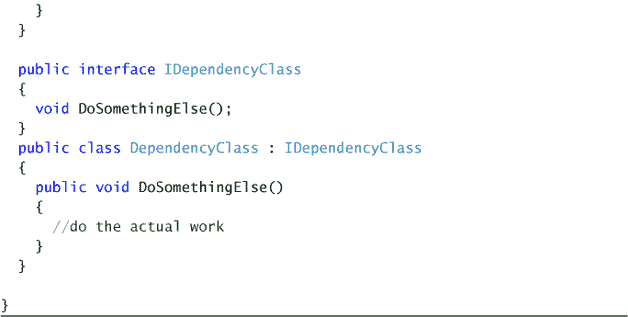 }
  }

  public interface IDependencyClass
  {
    void DoSomethingElse();
  }
  public class DependencyClass : IDependencyClass
  {
    public void DoSomethingElse()
    {
      //do the actual work
    }
  }

}